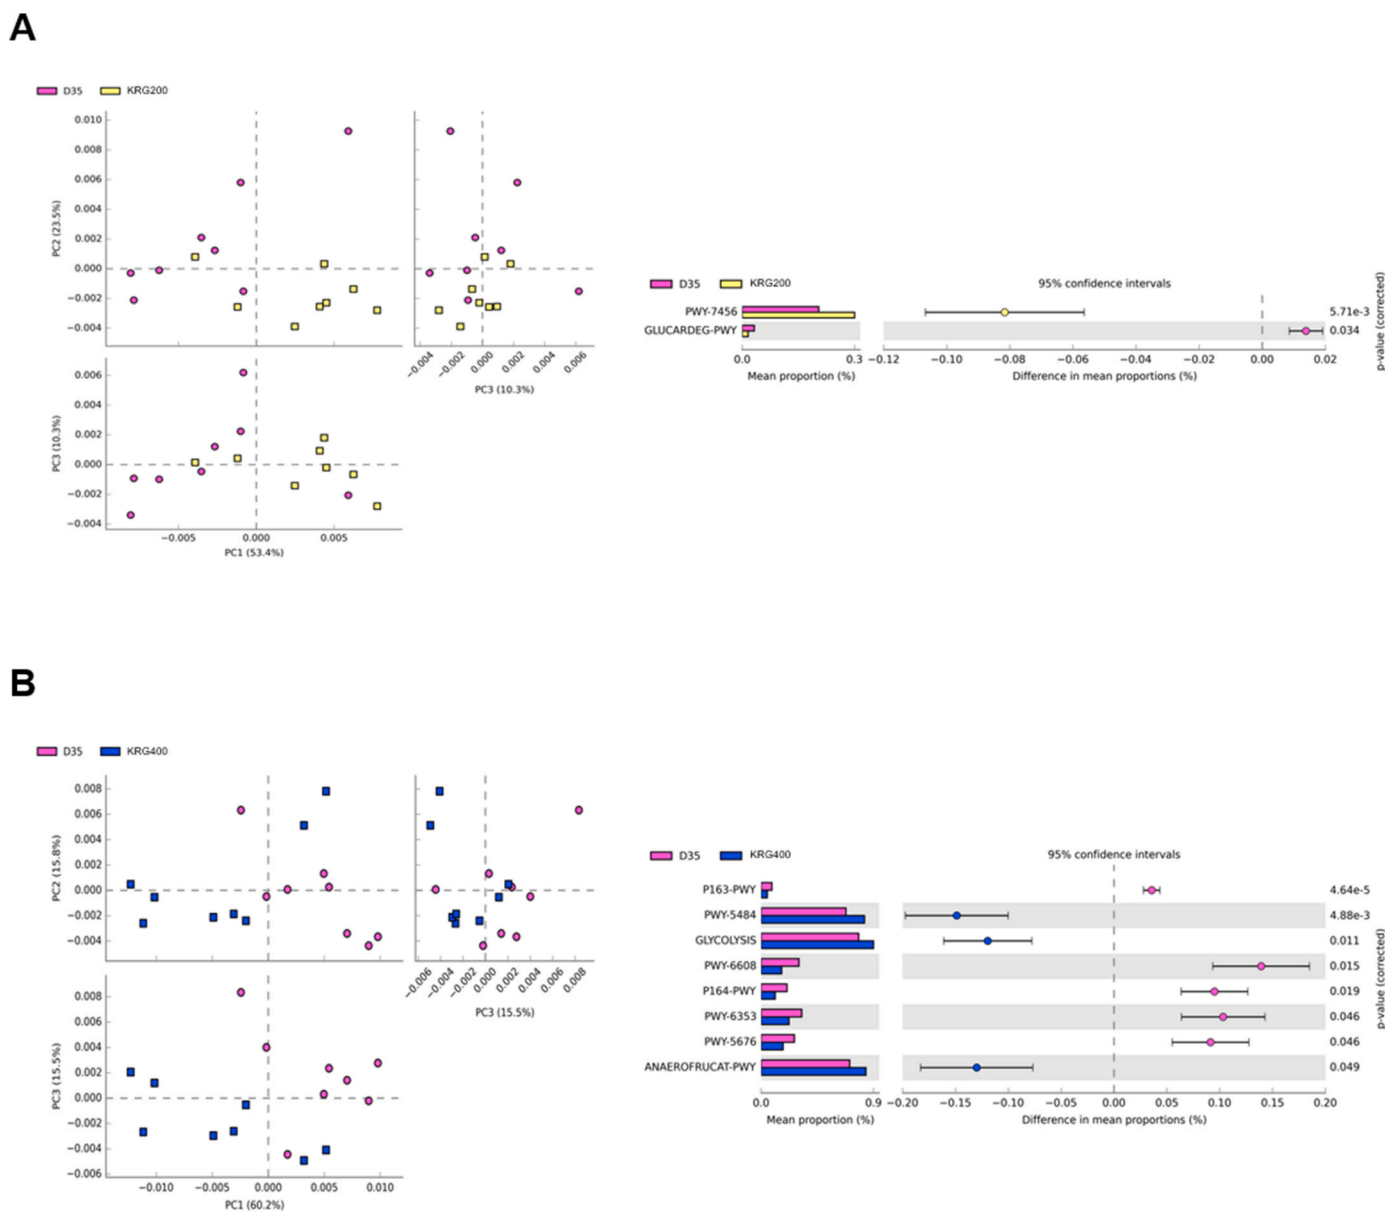 A
D35 KRG200
0.010
0.008
0.006
0.004
0.002
0.000
−0.002
−0.004
PC2 (23.5%)
−0.004 −0.002 0.000 0.002 0.004 0.006
PC3 (10.3%)
0.006
0.004
0.002
0.000
−0.002
−0.004
PC3 (10.3%)
−0.005 0.000 0.005
PC1 (53.4%)
D35 KRG200 95% confidence intervals
PWY-7456 5.71e-3
GLUCARDEG-PWY 0.034
p-value (corrected)
0.0 0.3 −0.12 −0.10 −0.08 −0.06 −0.04 −0.02 0.00 0.02
Mean proportion (%) Difference in mean proportions (%)
B
D35 KRG400
0.008
0.006
0.004
0.002
0.000
−0.002
−0.004
PC2 (15.8%)
−0.006 −0.004 −0.002 0.000 0.002 0.004 0.006 0.008
PC3 (15.5%)
0.008
0.006
0.004
0.002
0.000
−0.002
−0.004
−0.006
PC3 (15.5%)
−0.010 −0.005 0.000 0.005 0.010
PC1 (60.2%)
D35 KRG400 95% confidence intervals
P163-PWY 4.64e-5
PWY-5484 4.88e-3
GLYCOLYSIS 0.011
PWY-6608 0.015
P164-PWY 0.019
PWY-6353 0.046
PWY-5676 0.046
ANAEROFRUCAT-PWY 0.049
p-value (corrected)
0.0 0.9 −0.20 −0.15 −0.10 −0.05 0.00 0.05 0.10 0.15 0.20
Mean proportion (%) Difference in mean proportions (%)